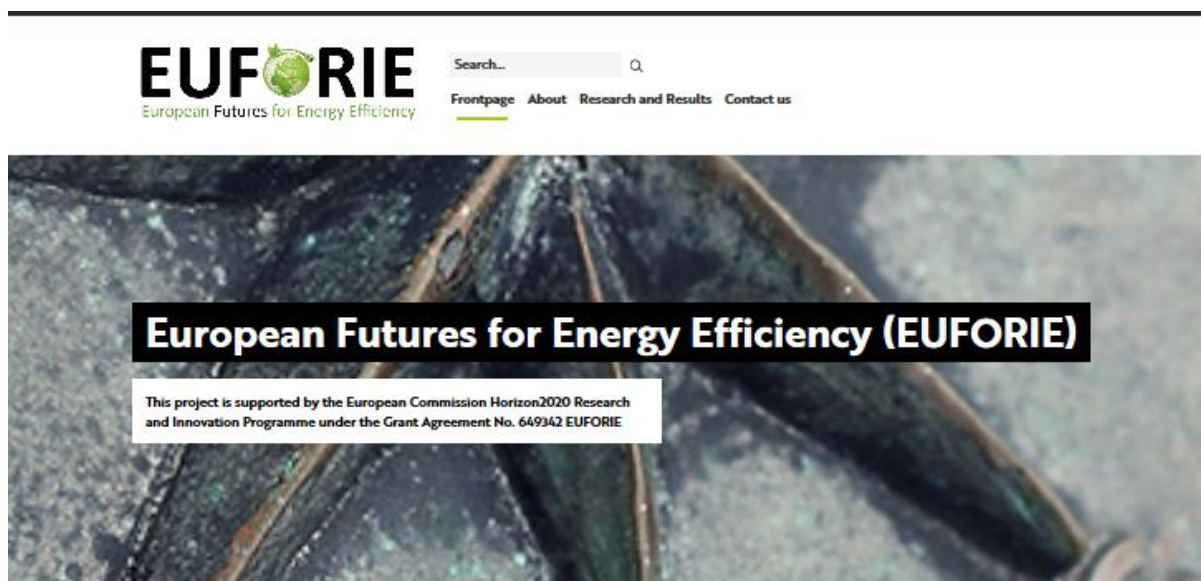 EUFORIE
European Futures for Energy Efficiency
Search...
Frontpage About Research and Results Contact us
European Futures for Energy Efficiency (EUFORIE)
This project is supported by the European Commission Horizon2020 Research
and Innovation Programme under the Grant Agreement No. 649342 EUFORIE